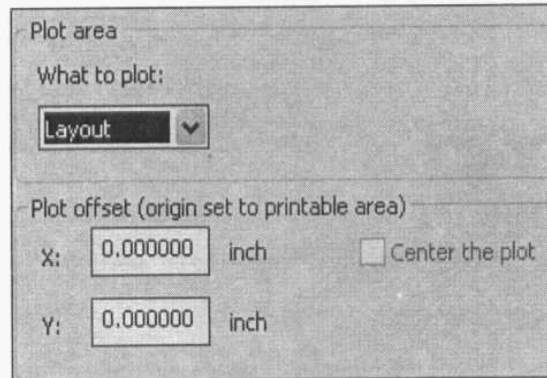 Plot area
What to plot:
Layout
Plot offset (origin set to printable area)
X: 0.000000 inch Center the plot
Y: 0.000000 inch